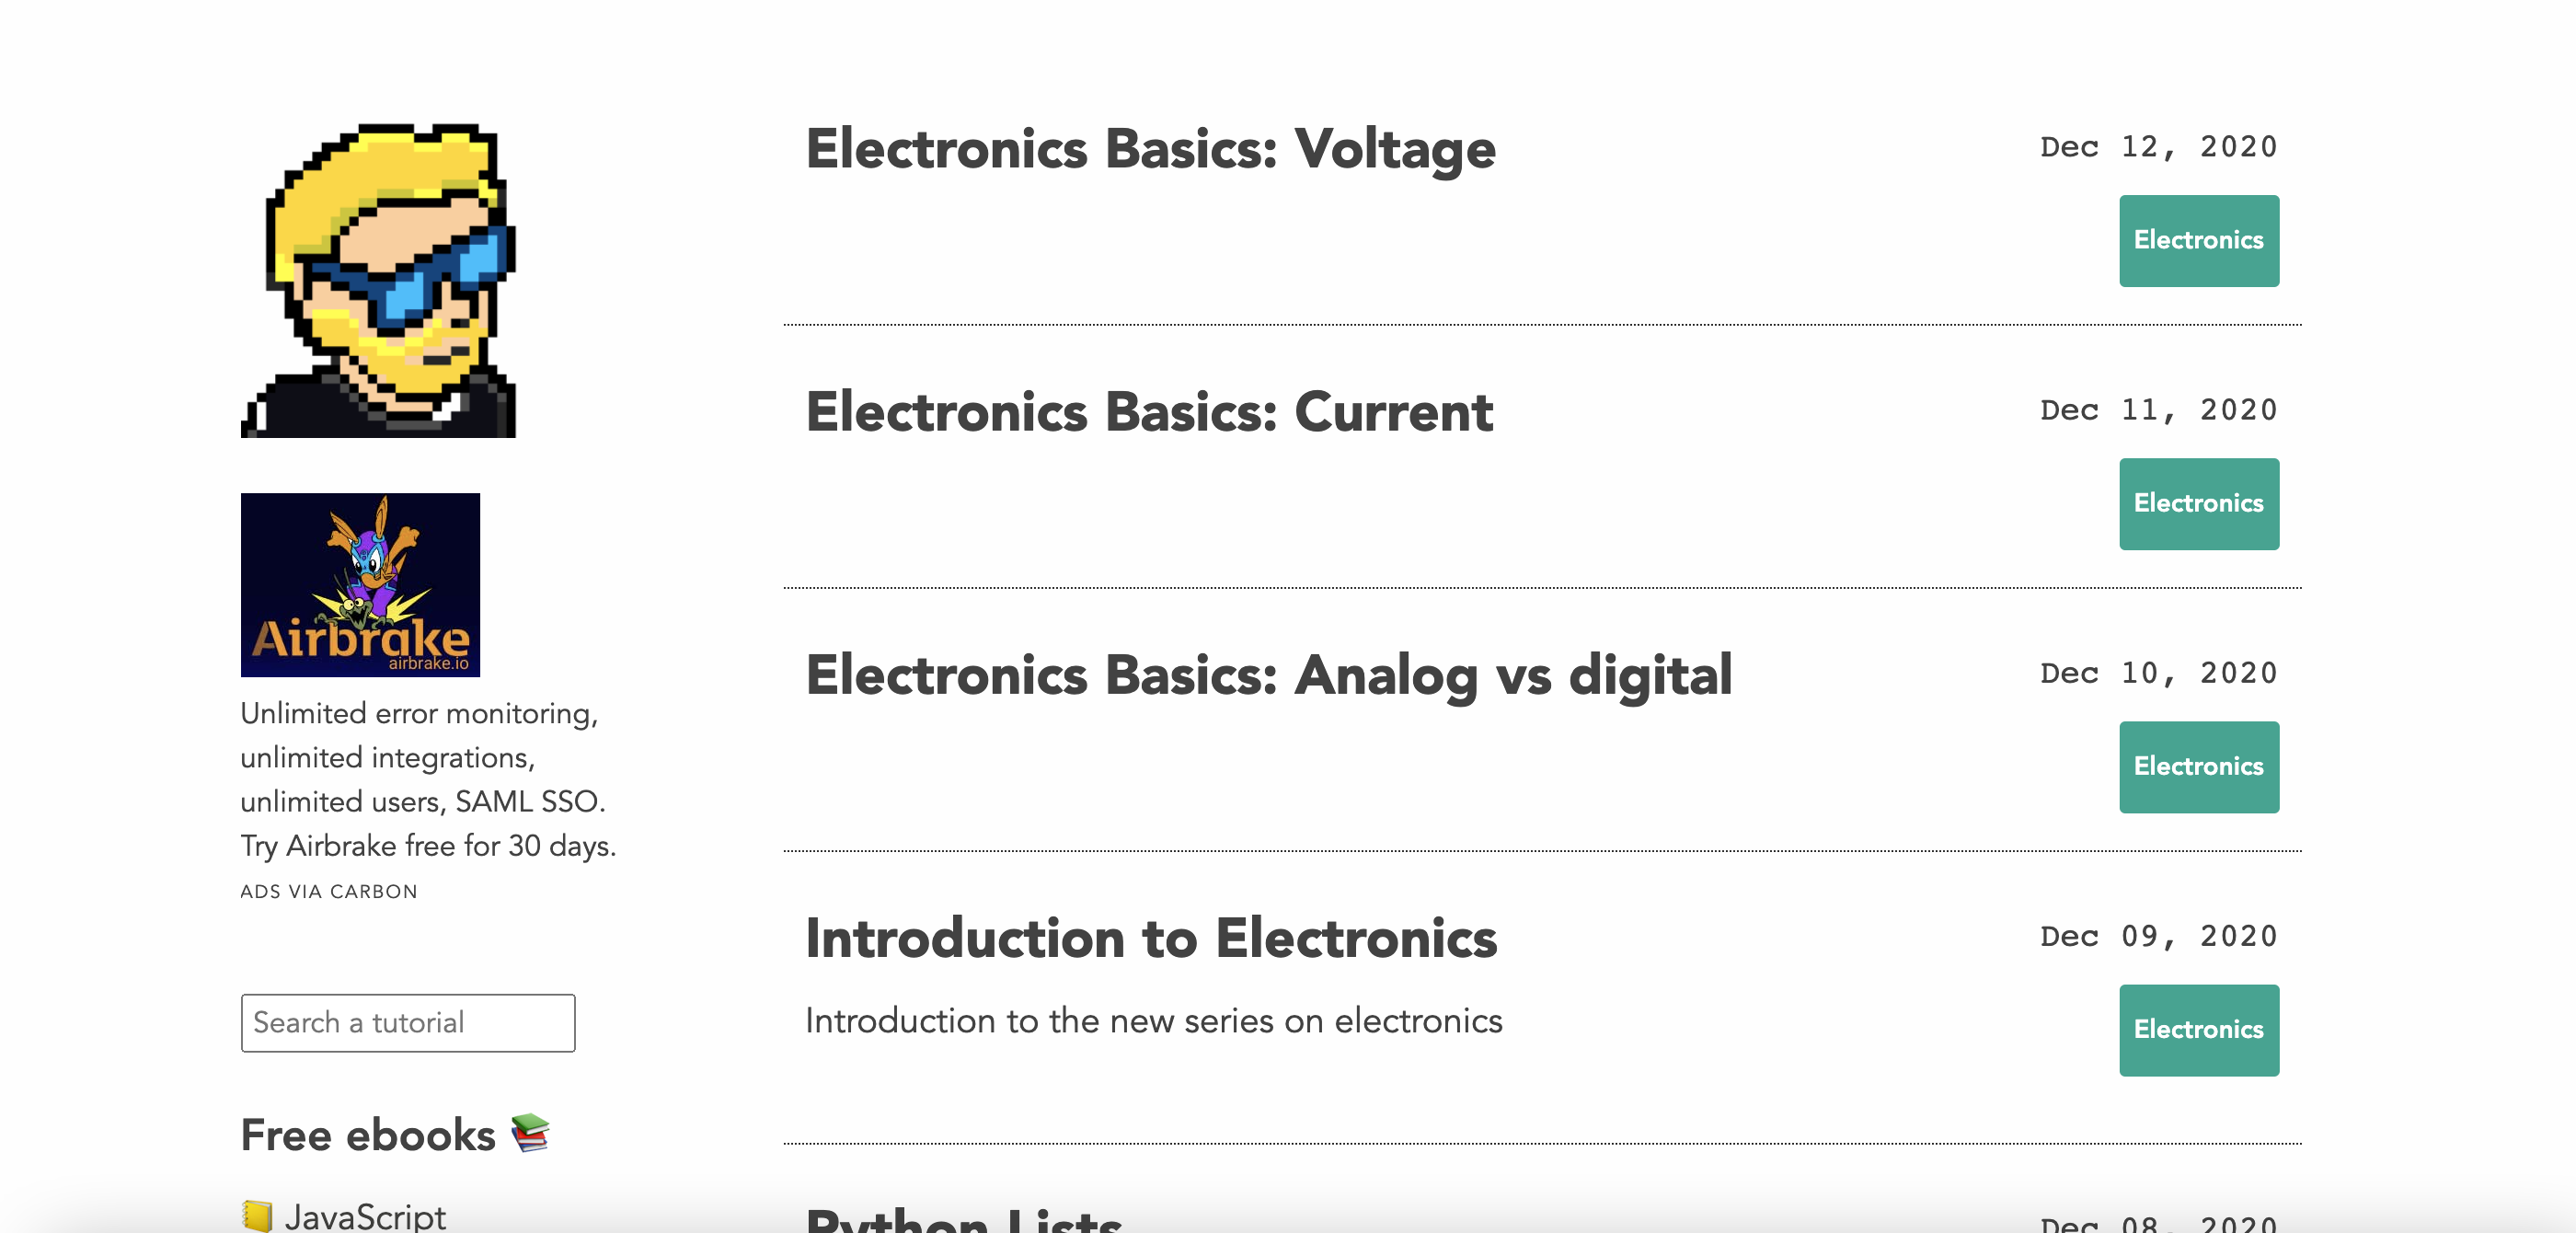 Electronics Basics: Voltage
Dec 12, 2020
Electronics
Electronics Basics: Current
Dec 11, 2020
Electronics
Airbrake
airbrake.io
Unlimited error monitoring,
unlimited integrations,
unlimited users, SAML SSO.
Try Airbrake free for 30 days.
ADS VIA CARBON
Electronics Basics: Analog vs digital
Dec 10, 2020
Electronics
Introduction to Electronics
Dec 09, 2020
Introduction to the new series on electronics
Electronics
Search a tutorial
Free ebooks 📚
📒 JavaScript
Python Lists
Dec 08, 2020